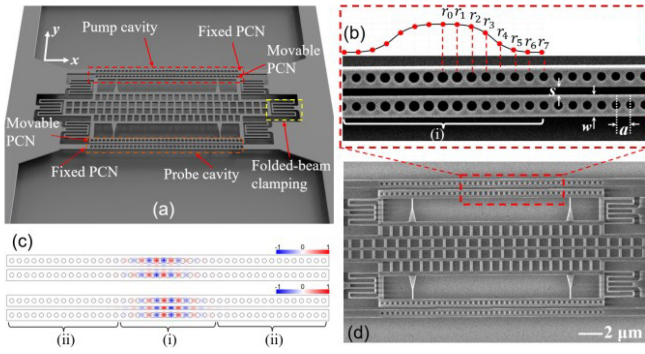 y
x
Pump cavity
Fixed PCN
Movable
PCN
Movable
PCN
Fixed PCN
Probe cavity
Folded-beam
clamping
(a)
(b)
r0 r1 r2 r3 r4 r5 r6 r7
s
w
a
(i)
(c)
-1 0 1
-1 0 1
(ii) (i) (ii)
(d)
2 μm